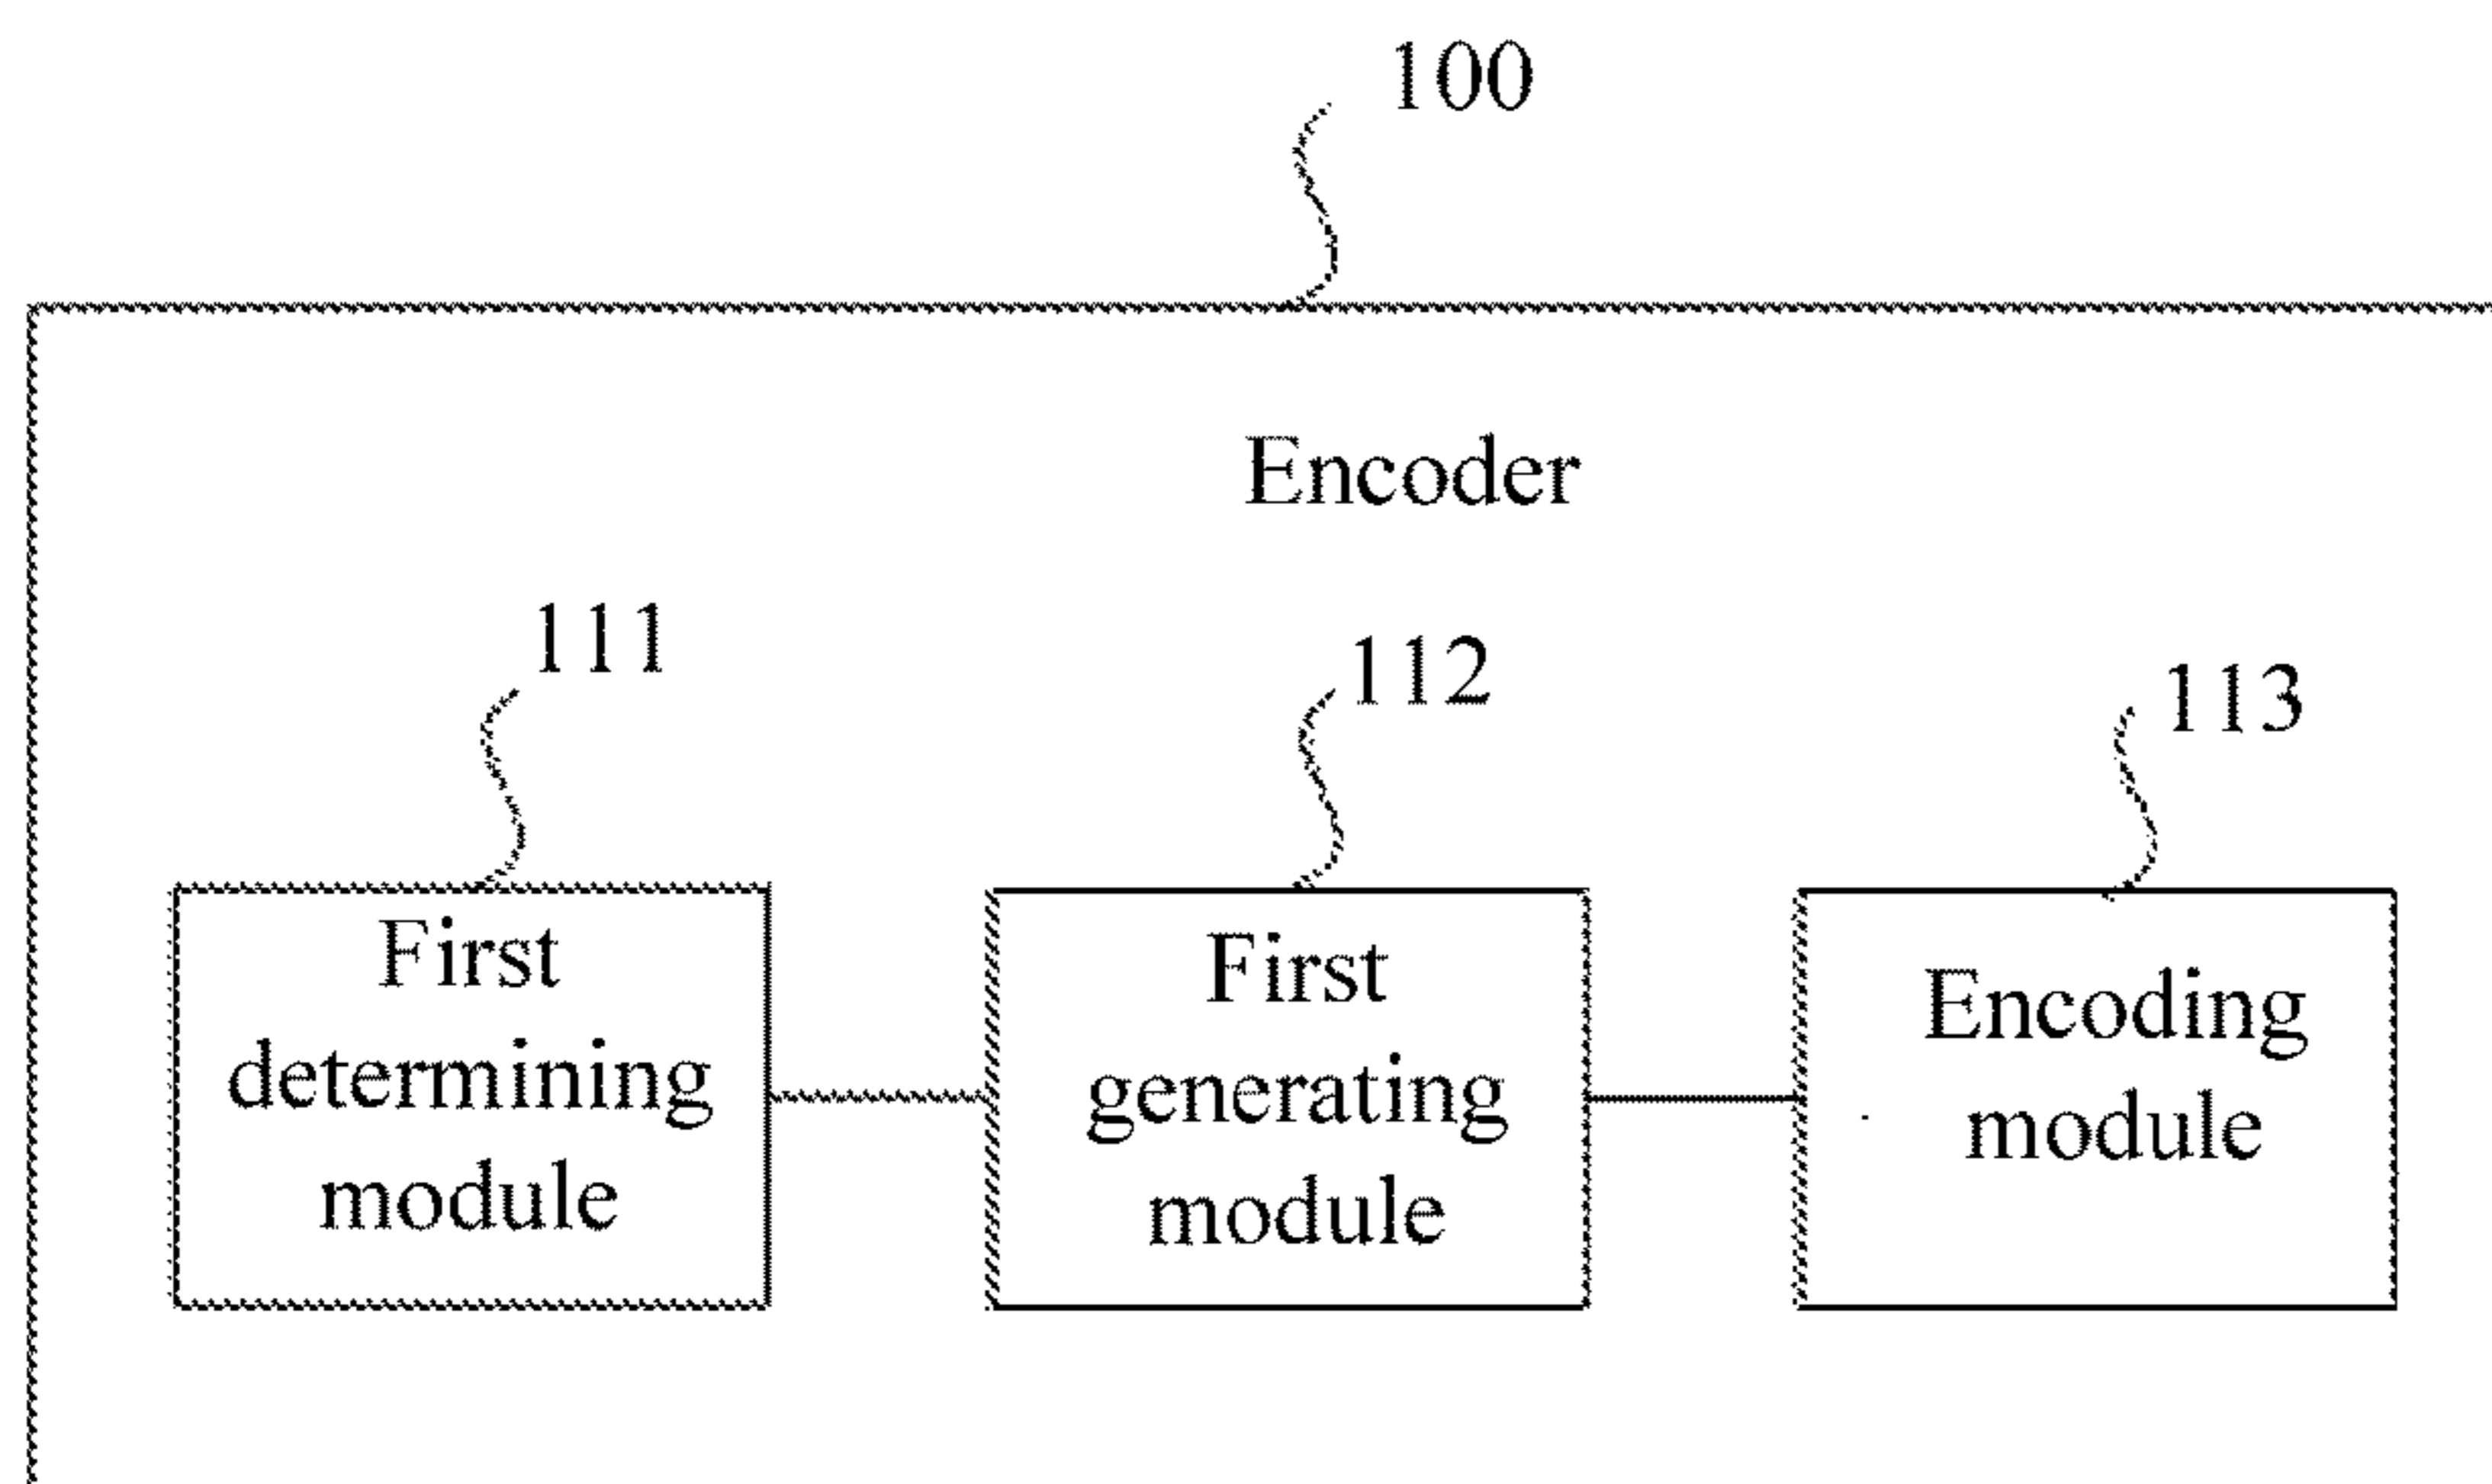 100
Encoder
111
112
113
First
determining
module
First
generating
module
Encoding
module